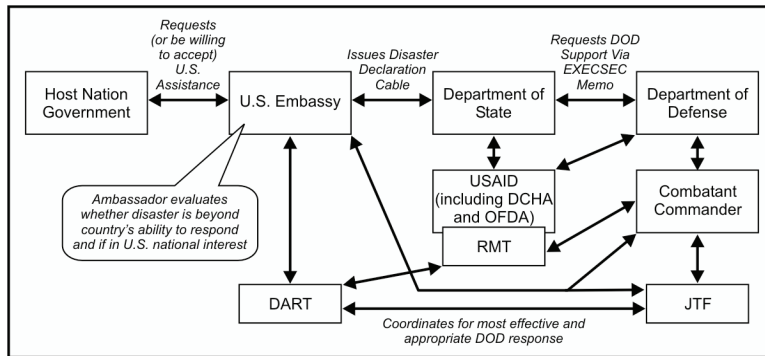 Requests
(or be willing
to accept)
U.S.
Assistance
Issues Disaster
Declaration
Cable
Requests DOD
Support Via
EXECSEC
Memo
Host Nation
Government
U.S. Embassy
Department of
State
Department of
Defense
Ambassador evaluates
whether disaster is beyond
country's ability to respond
and if in U.S. national interest
USAID
(including DCHA
and OFDA)
RMT
Combatant
Commander
DART
JTF
Coordinates for most effective and
appropriate DOD response